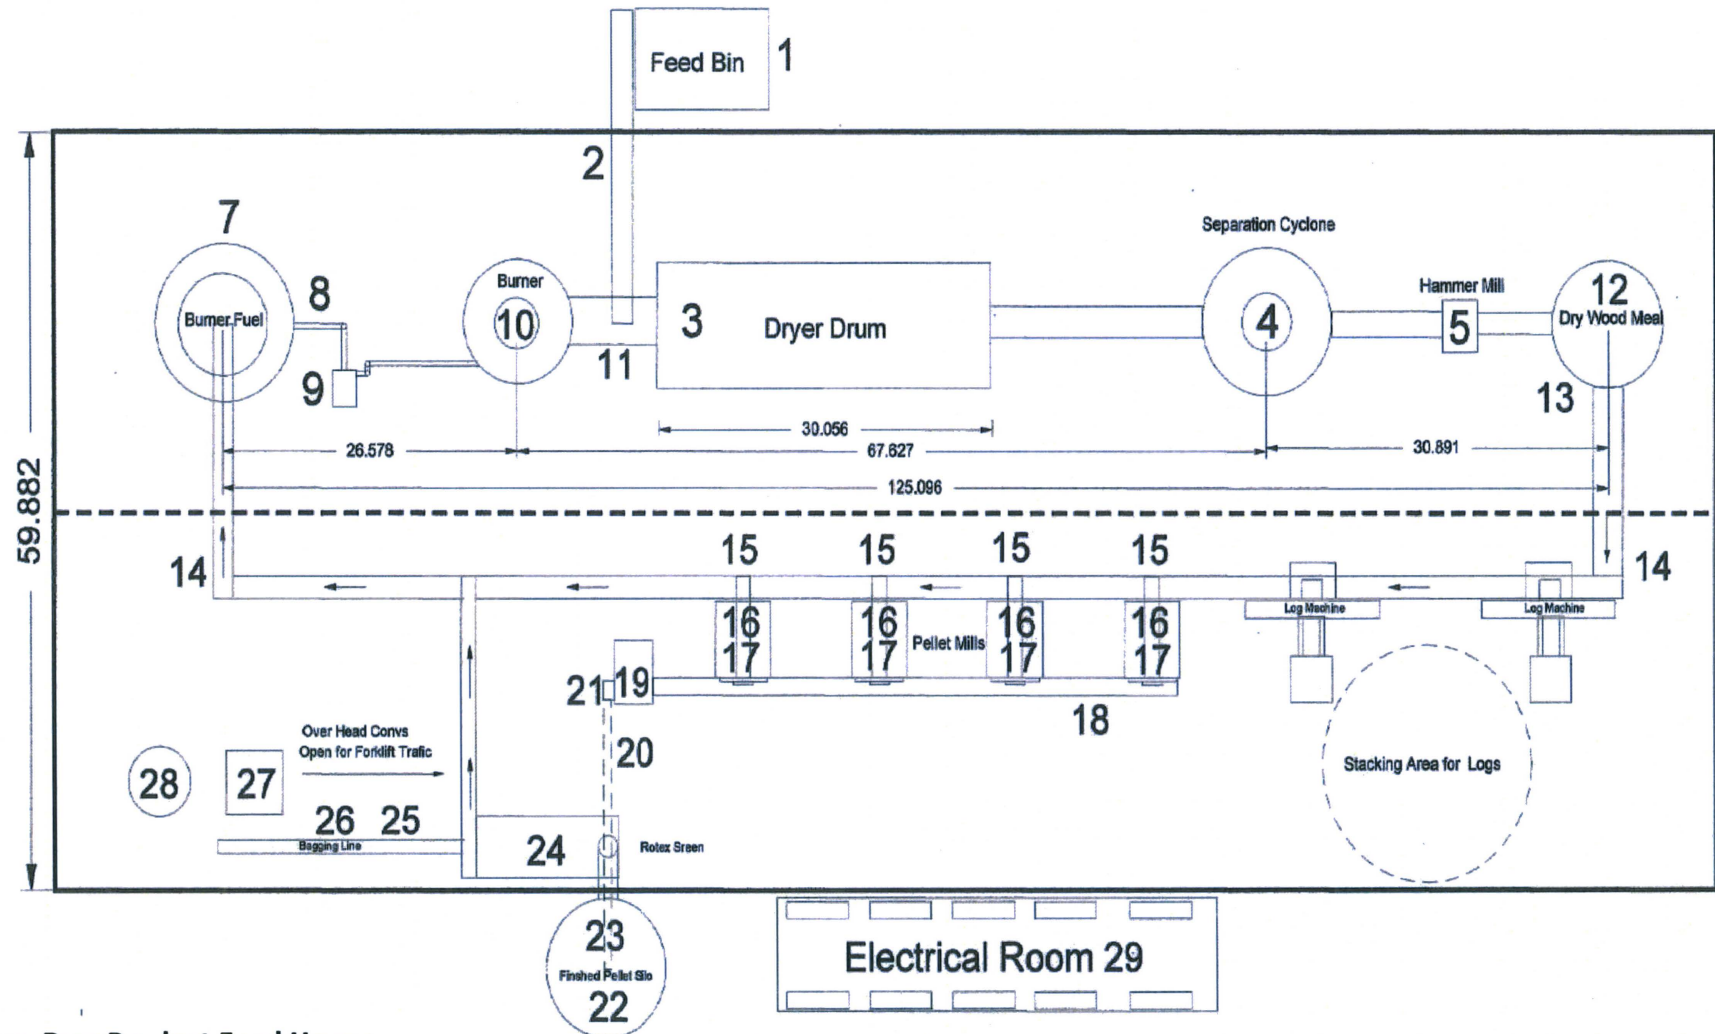 Feed Bin 1
2
7
Separation Cyclone
8
Burner
Hammer Mill
12
Burner Fuel
10
3
Dryer Drum
4
5
Dry Wood Meal
11
9
13
30.056
26.578
67.627
30.891
125.096
59.882
15 15 15 15
14
14
Log Machine
Log Machine
16 16 16 16
Pellet Mills
17 17 17 17
21
19
18
Over Head Convs
Open for Forklift Trafic
20
Stacking Area for Logs
28
27
26 25
Bagging Line
24
Rotex Sreen
23
Finshed Pellet Silo
22
Electrical Room 29